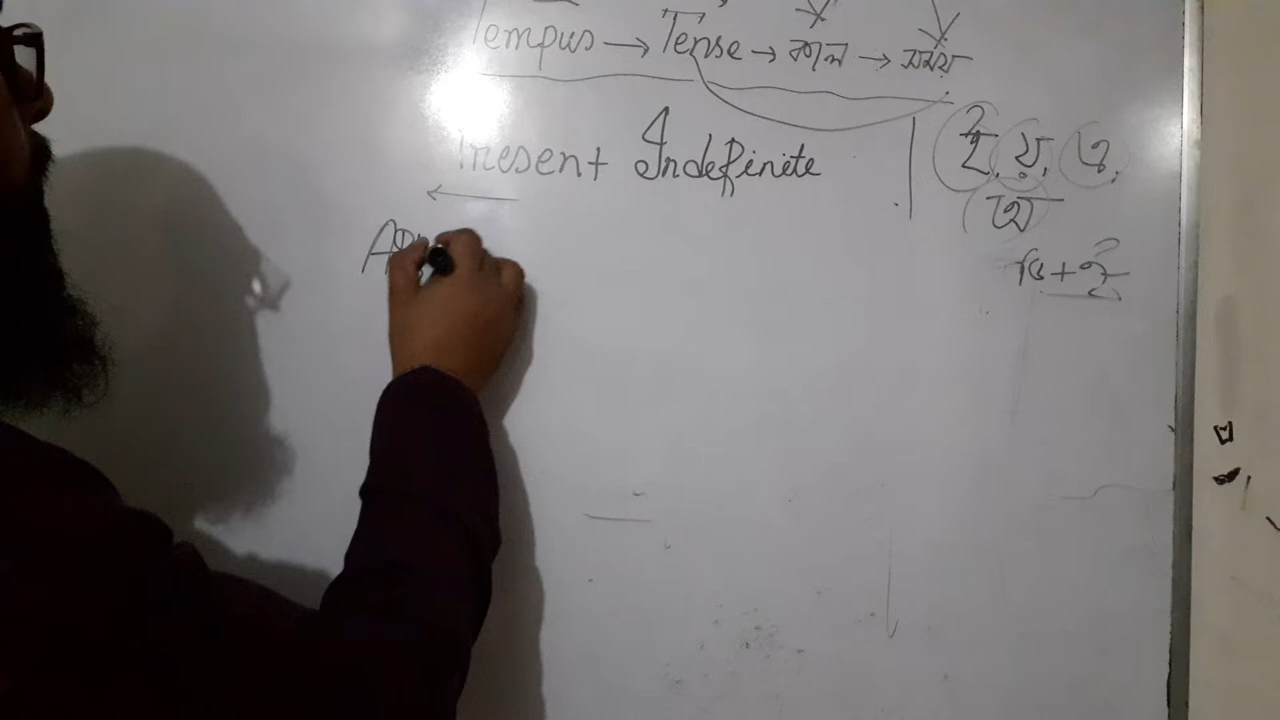 Tempus → Tense → কাল → সময়
Present Indefinite
ই, য়, ও,